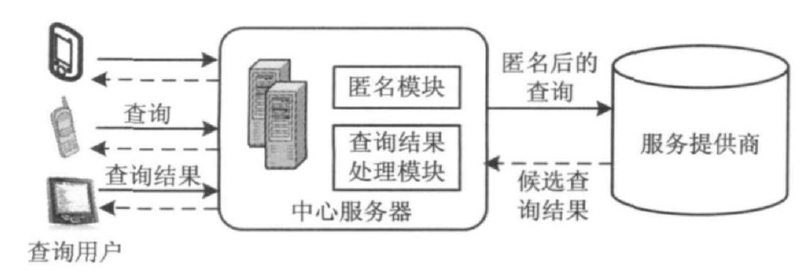 查询
查询结果
查询用户
匿名模块
查询结果
处理模块
中心服务器
匿名后的
查询
候选查
询结果
服务提供商